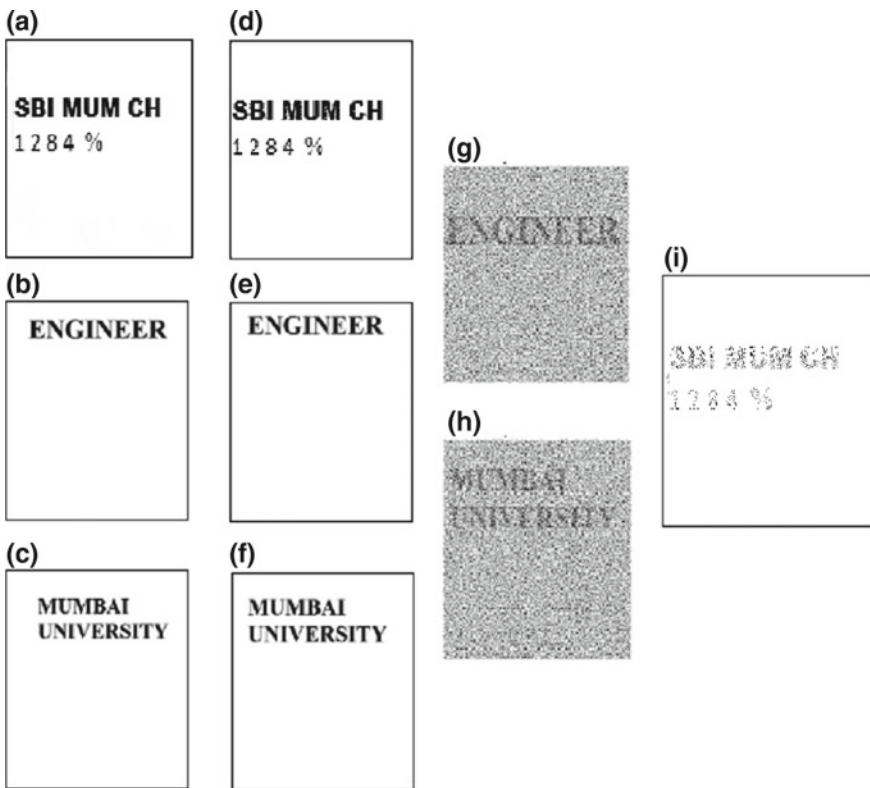 (a)
SBI MUM CH
1284 %
(b)
ENGINEER
(c)
MUMBAI
UNIVERSITY
(d)
SBI MUM CH
1284 %
(e)
ENGINEER
(f)
MUMBAI
UNIVERSITY
(g)
ENGINEER
(h)
MUMBAI
UNIVERSITY
(i)
SBI MUM CH
1284 %